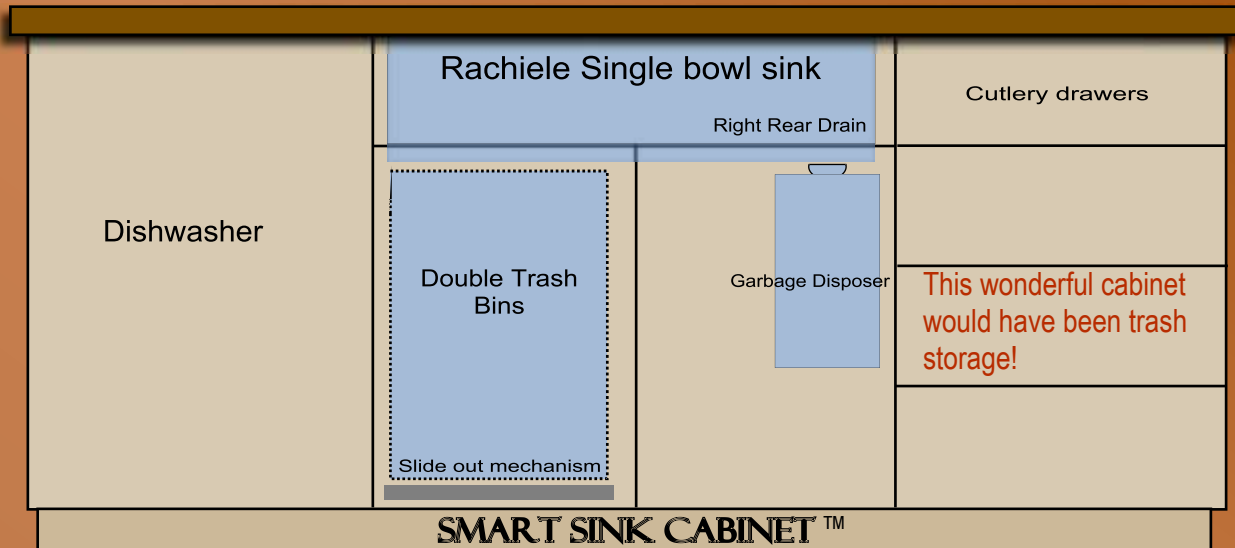 Rachiele Single bowl sink
Right Rear Drain
Cutlery drawers
Dishwasher
Double Trash
Bins
Slide out mechanism
Garbage Disposer
This wonderful cabinet
would have been trash
storage!
SMART SINK CABINET ™